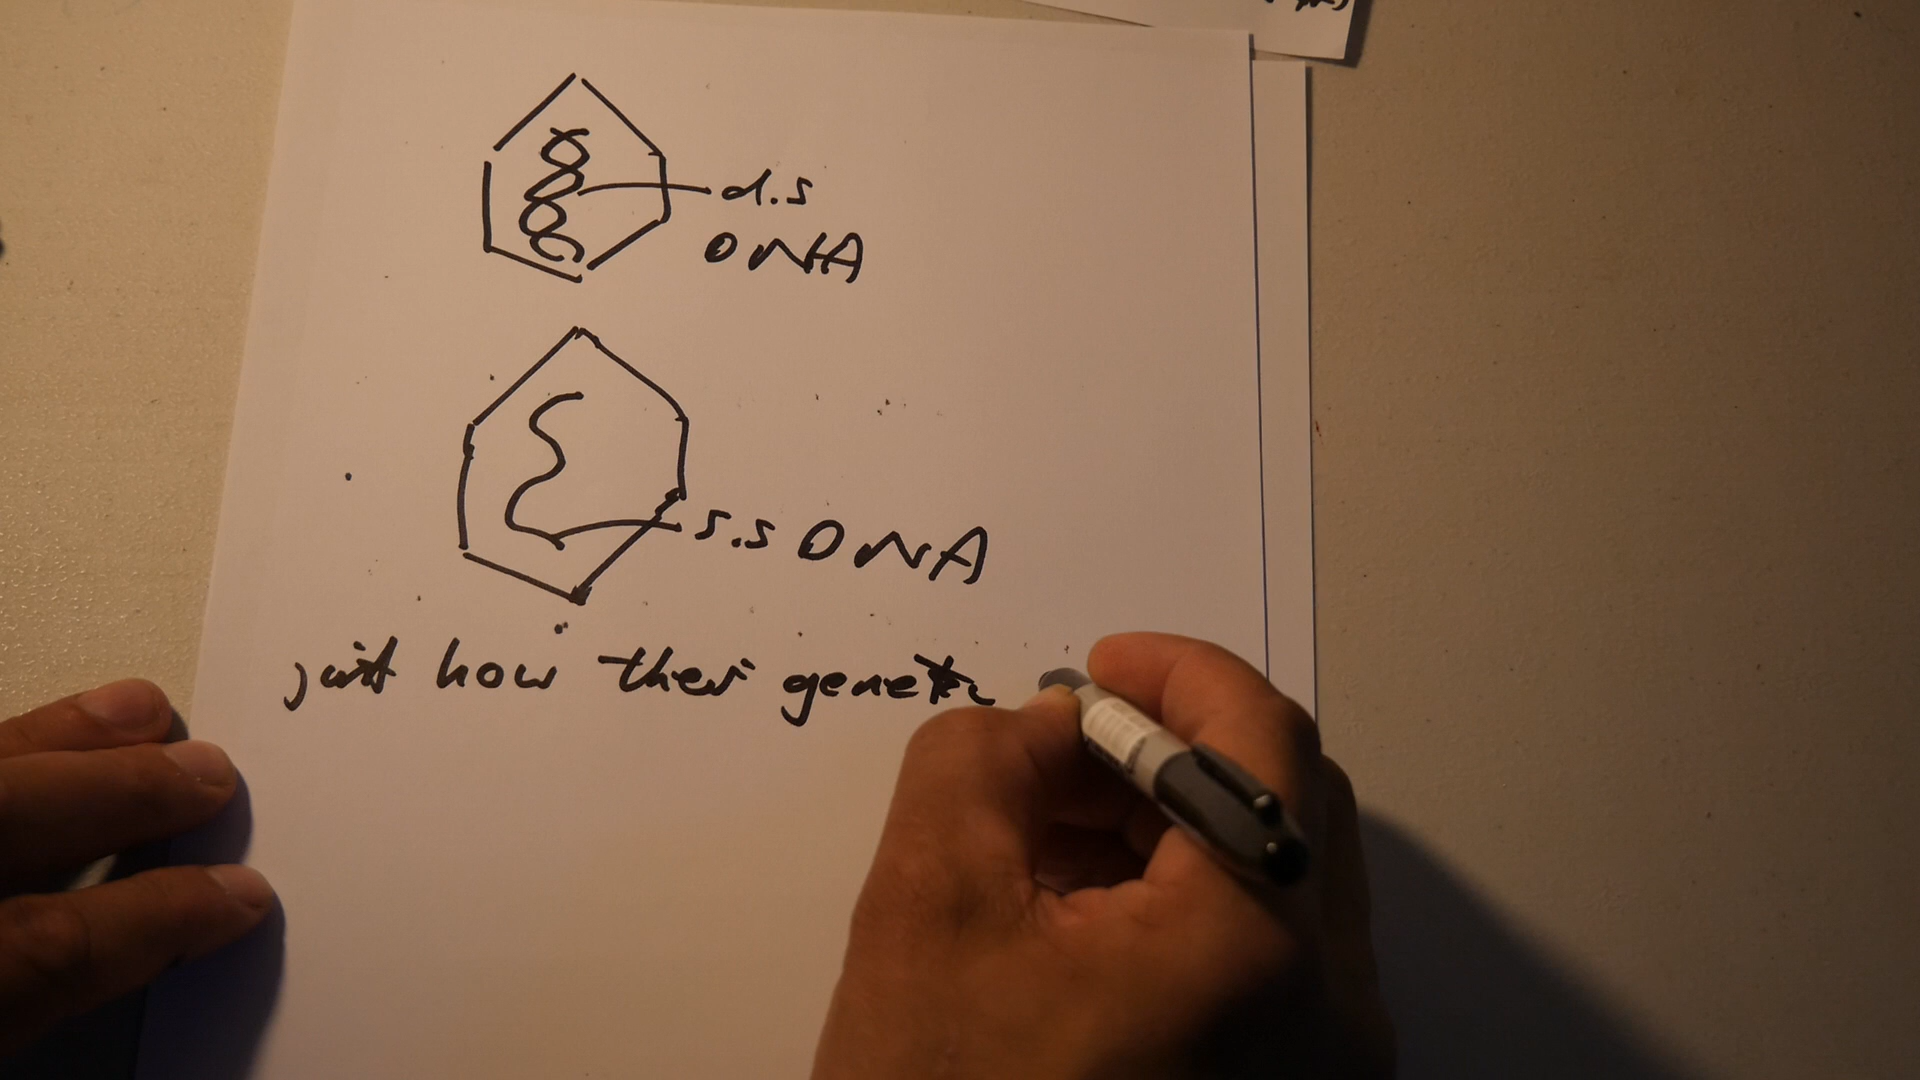 d.s
DNA
s.s DNA
just how their genetic